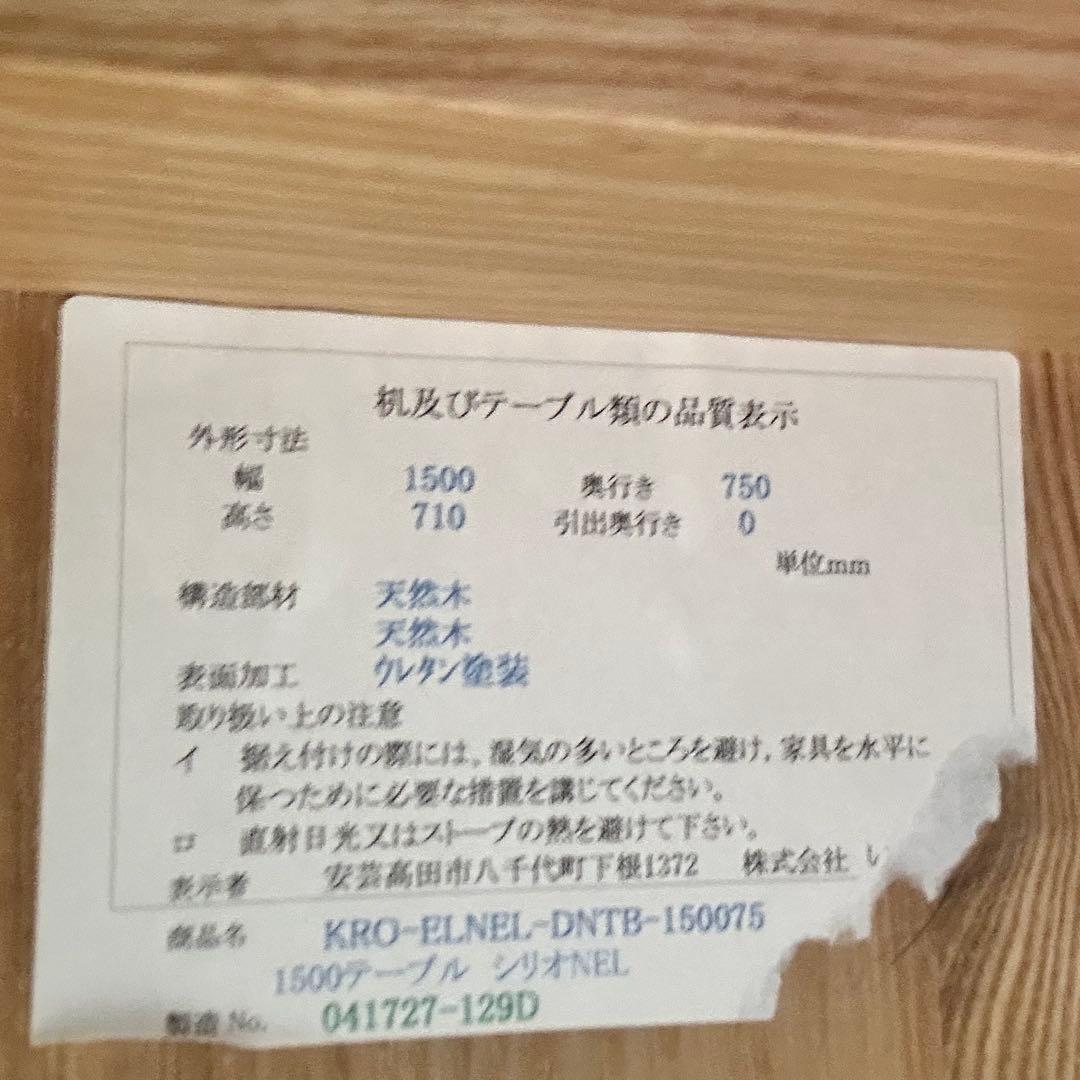 机及びテーブル類の品質表示
外形寸法
幅 1500 奥行き 750
高さ 710 引出奥行き 0
単位mm
構造部材 天然木
天然木
表面加工 ウレタン塗装
取り扱い上の注意
イ 据え付けの際には,湿気の多いところを避け,家具を水平に
保つために必要な措置を講じてください。
ロ 直射日光又はストーブの熱を避けて下さい。
表示者 安芸高田市八千代町下根1372 株式会社 い
商品名 KRO-ELNEL-DNTB-150075
1500テーブル シリオNEL
製造No. 041727-129D